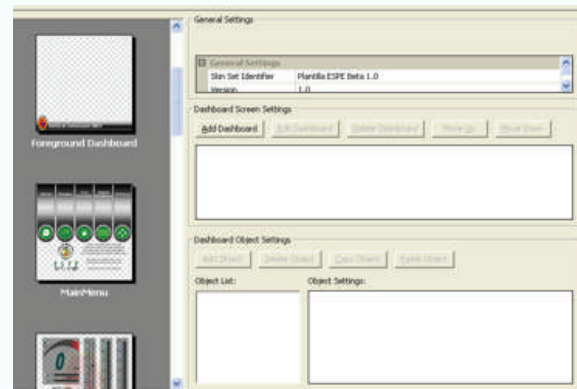 General Settings
General Settings
Skin Set Identifier Plantilla ESPE Beta 1.0
Version 1.0
Dashboard Screen Settings
Add Dashboard Edit Dashboard Delete Dashboard Move Up Move Down
Dashboard Object Settings
Add Object Delete Object Copy Object Paste Object
Object List: Object Settings:
Foreground Dashboard
MainMenu
0